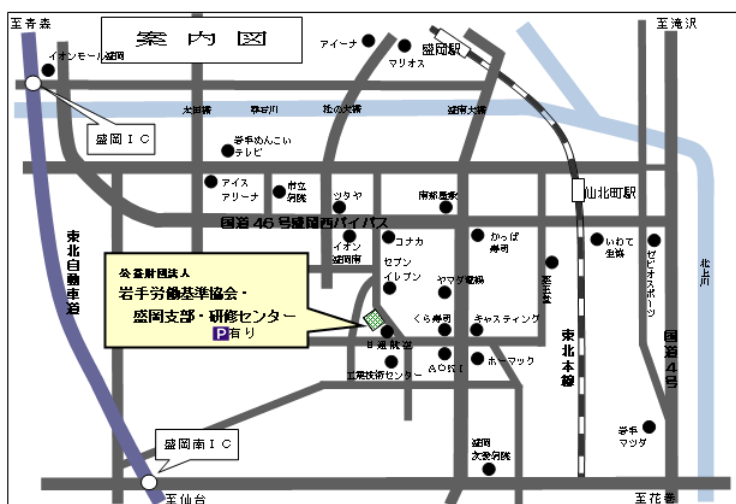 至青森
案内図
至滝沢
アイーナ
盛岡駅
マリオス
イオンモール盛岡
太田橋
雫石川
杜の大橋
盛南大橋
盛岡IC
岩手めんこい
テレビ
アイス
アリーナ
市立
病院
ツタヤ
南部屋敷
仙北町駅
国道46号盛岡西バイパス
イオン
盛岡南
コナカ
かっぱ
寿司
いわて
生協
ゼビオスポーツ
北上川
東北自動車道
セブン
イレブン
ヤマダ電機
公益財団法人
岩手労働基準協会・
盛岡支部・研修センター
P有り
くら寿司
キャスティング
東北本線
国道4号
日通航空
工業技術センター
AOKI
ホーマック
岩手
マツダ
盛岡
友愛病院
盛岡南IC
至仙台
至花巻